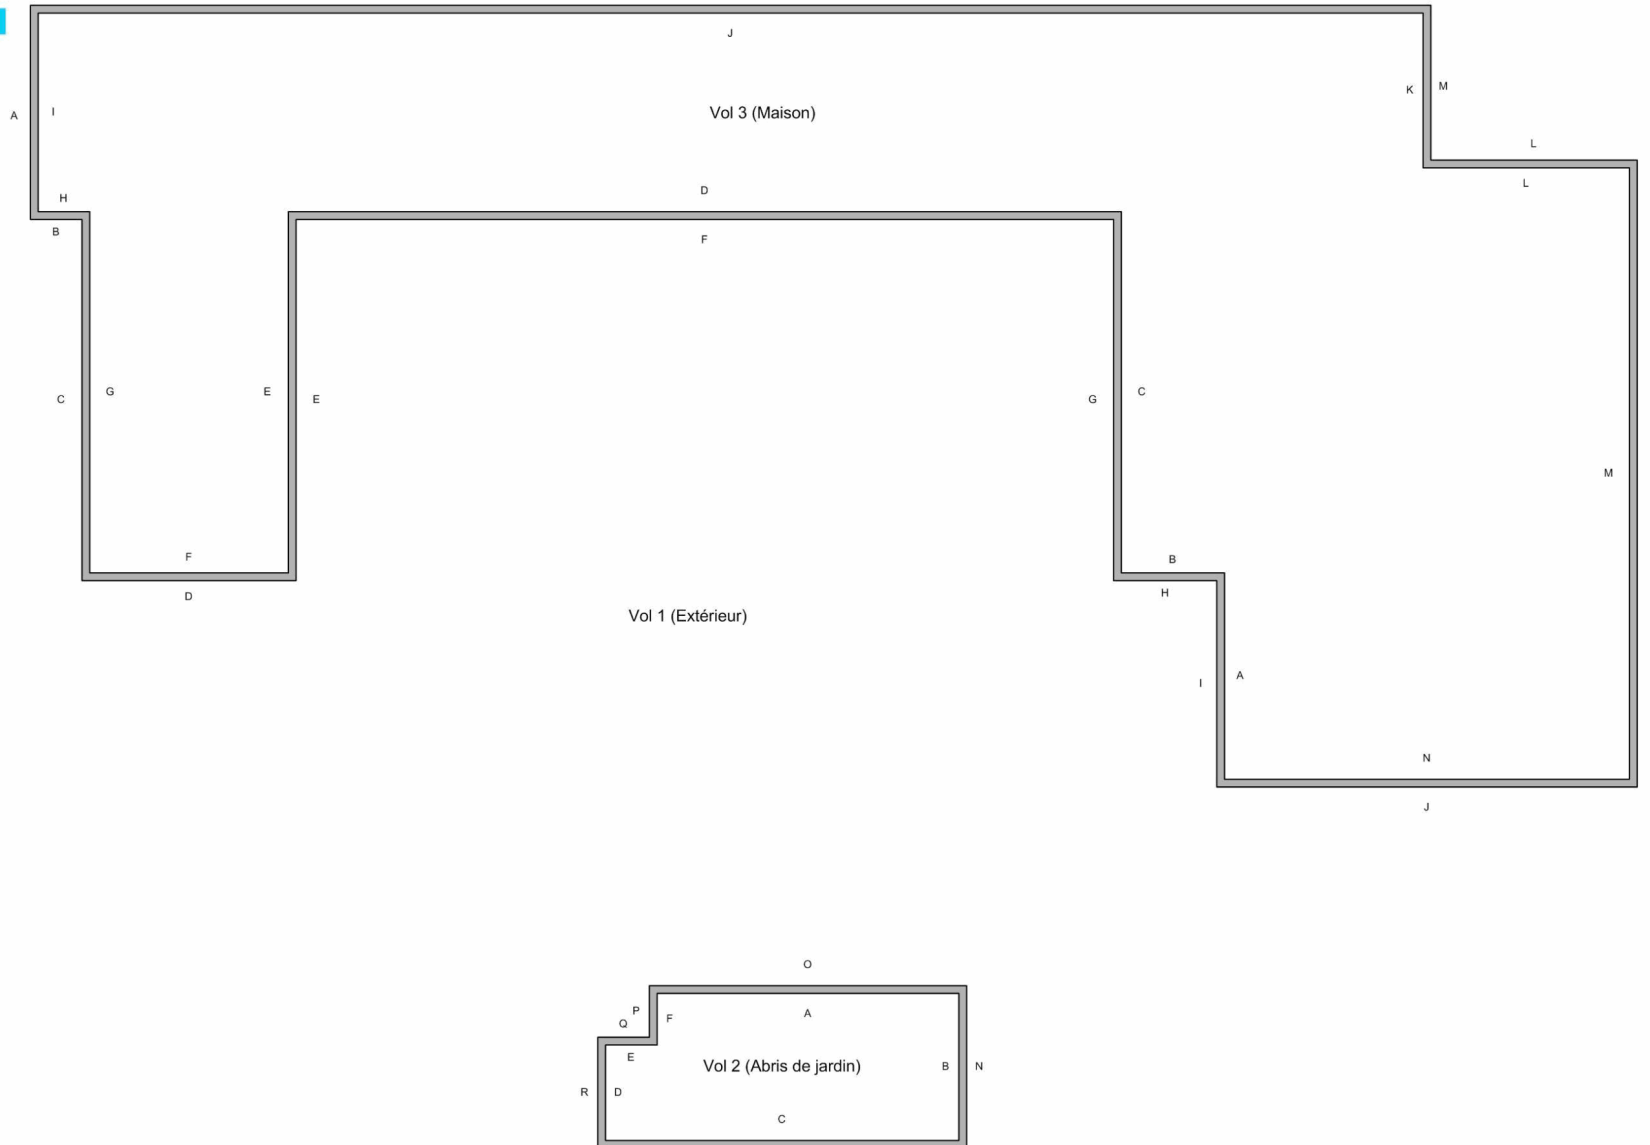 J
A
I
K
M
Vol 3 (Maison)
L
L
D
H
B
F
C
G
E
E
G
C
M
F
D
B
H
Vol 1 (Extérieur)
I
A
N
J
O
P
F
A
Q
E
Vol 2 (Abris de jardin)
B
N
R
D
C